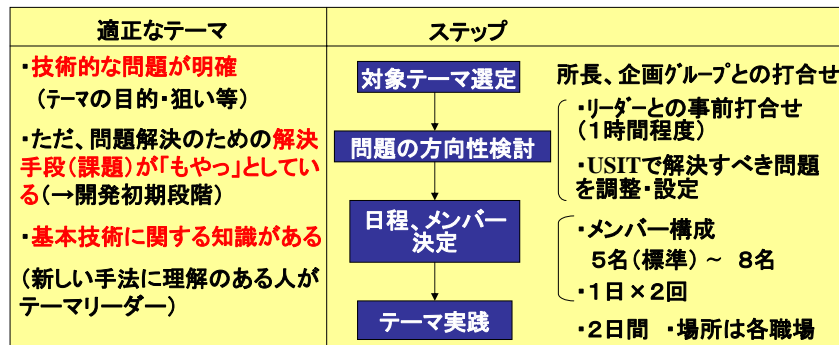 適正なテーマ
・技術的な問題が明確
(テーマの目的・狙い等)
・ただ、問題解決のための解決
手段(課題)が「もやっ」としてい
る(→開発初期段階)
・基本技術に関する知識がある
(新しい手法に理解のある人が
テーマリーダー)
ステップ
対象テーマ選定
所長、企画グループとの打合せ
・リーダーとの事前打合せ
(1時間程度)
問題の方向性検討
・USITで解決すべき問題
を調整・設定
日程、メンバー
決定
・メンバー構成
5名(標準) ~ 8名
・1日×2回
テーマ実践
・2日間 ・場所は各職場